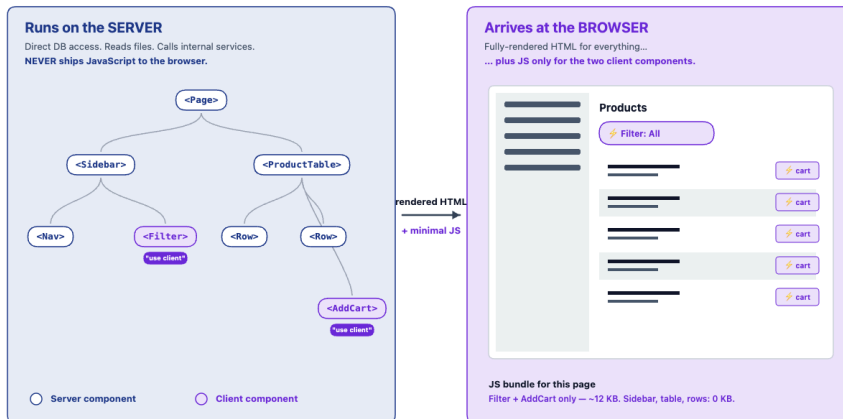 Runs on the SERVER
Direct DB access. Reads files. Calls internal services.
NEVER ships JavaScript to the browser.
<Page>
<Sidebar>
<ProductTable>
<Nav>
<Filter>
<Row>
<Row>
"use client"
<AddCart>
"use client"
Server component
Client component
rendered HTML
+ minimal JS
Arrives at the BROWSER
Fully-rendered HTML for everything...
... plus JS only for the two client components.
Products
⚡ Filter: All
⚡ cart
⚡ cart
⚡ cart
⚡ cart
⚡ cart
JS bundle for this page
Filter + AddCart only — ~12 KB. Sidebar, table, rows: 0 KB.